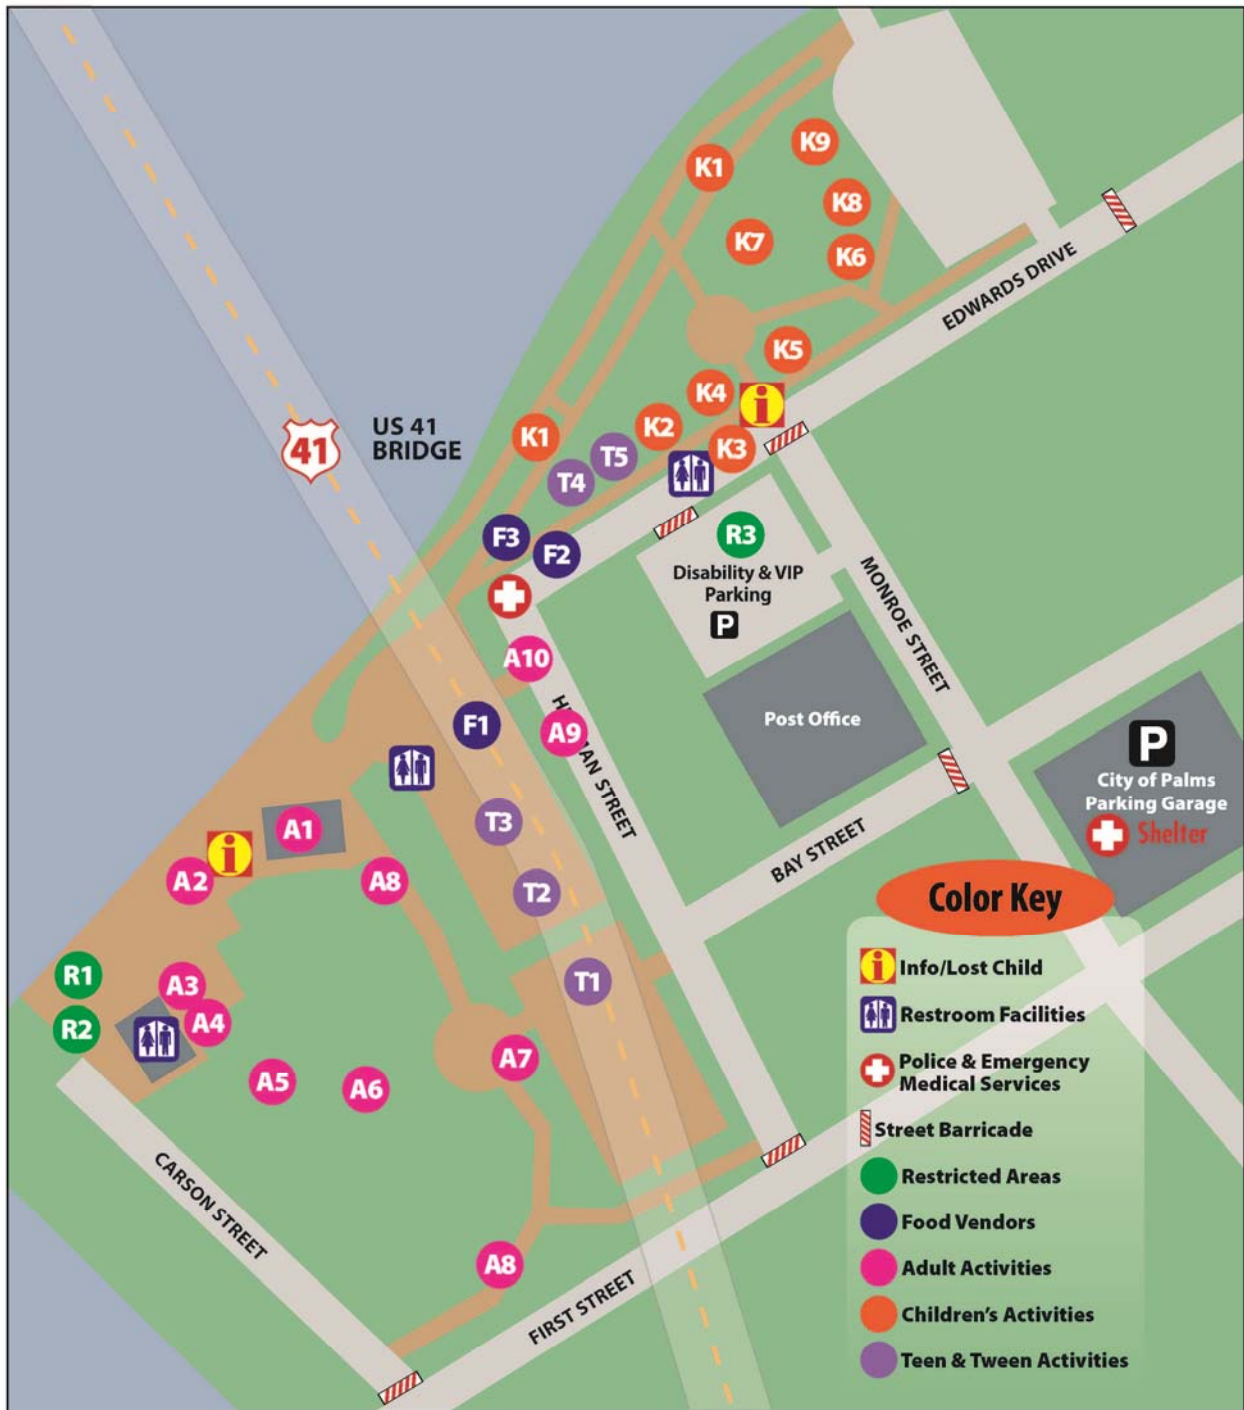 K9
K1
K8
K7
K6
EDWARDS DRIVE
K5
K4
i
US 41
BRIDGE
41
K1
K2
K3
T5
T4
F3
F2
R3
Disability & VIP
Parking
P
MONROE STREET
A10
F1
A9
Post Office
P
City of Palms
Parking Garage
Shelter
T3
A1
i
A2
A8
T2
BAY STREET
R1
A3
T1
R2
A4
A7
A5
A6
CARSON STREET
A8
FIRST STREET
Color Key
i Info/Lost Child
Restroom Facilities
Police & Emergency
Medical Services
Street Barricade
Restricted Areas
Food Vendors
Adult Activities
Children's Activities
Teen & Tween Activities